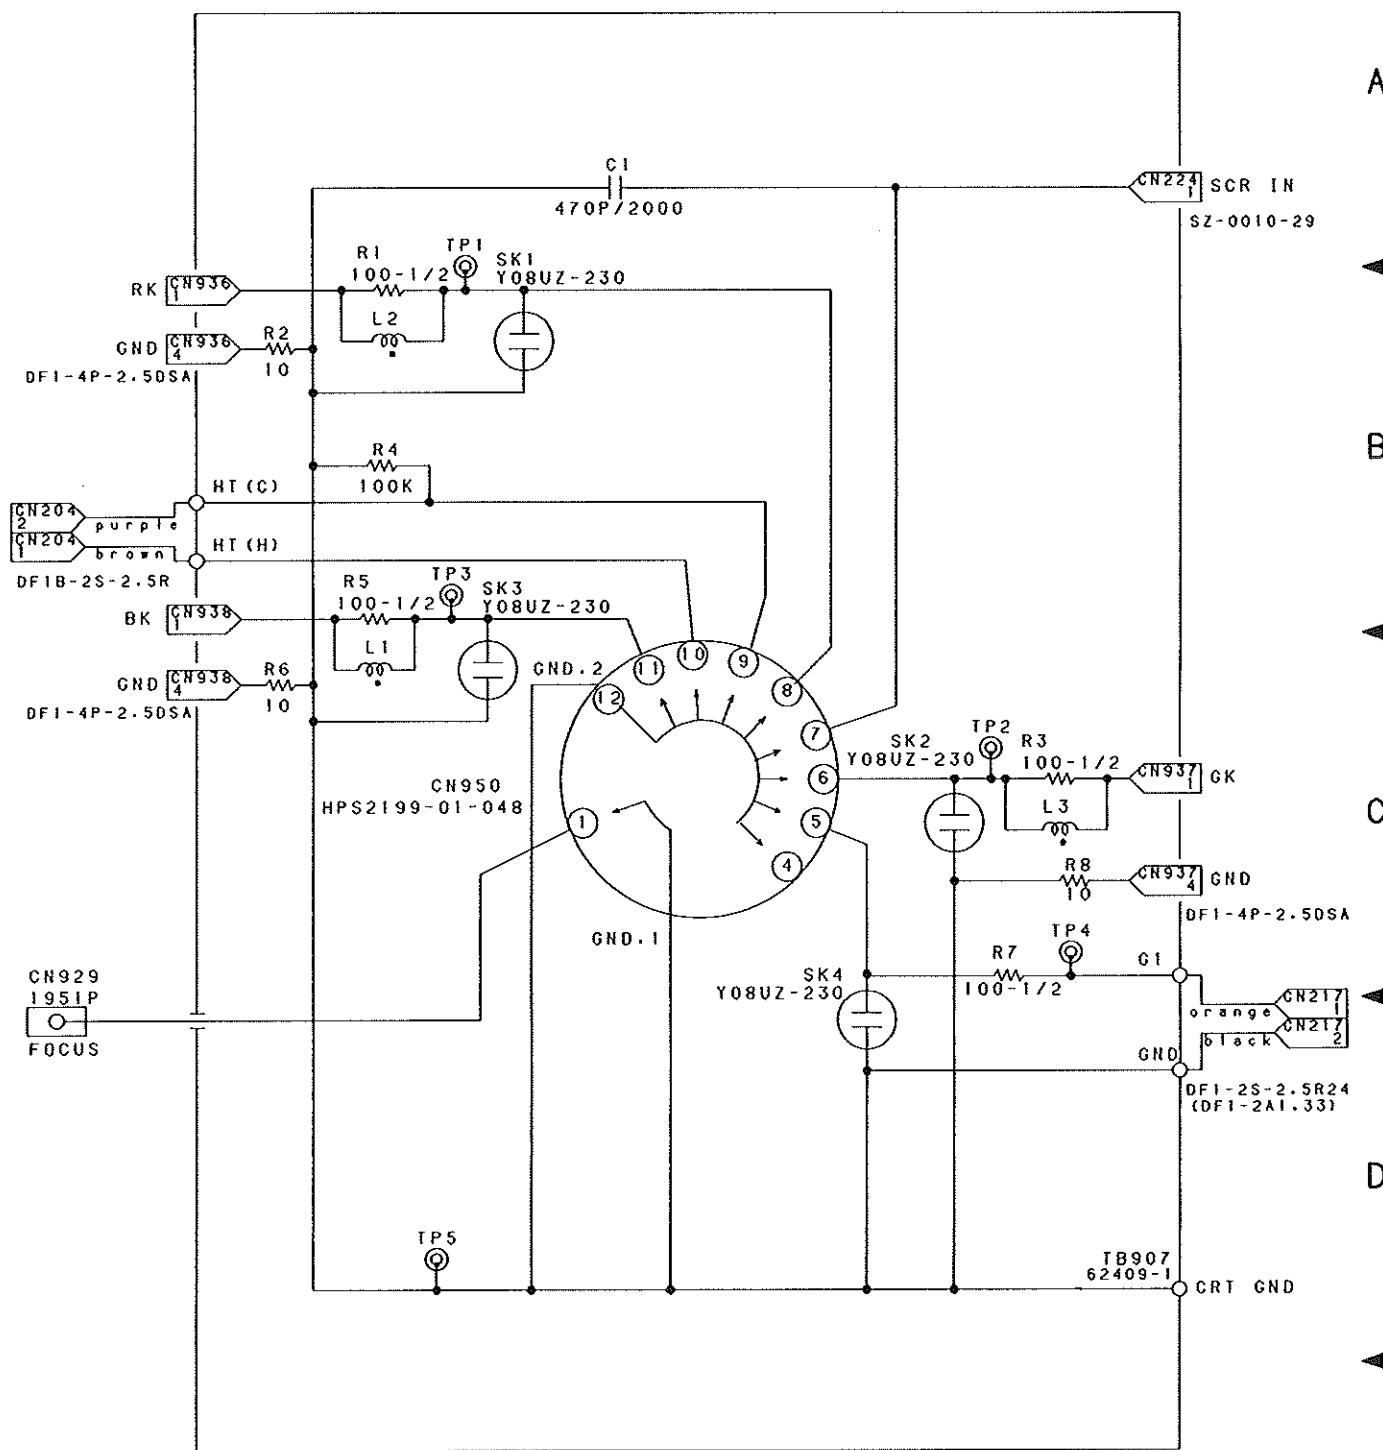 A
C1
470P/2000
CN224
1
SCR IN
SZ-0010-29
R1
100-1/2
TP1
SK1
Y08UZ-230
RK
CN936
1
L2
GND
CN936
4
R2
10
DF1-4P-2.5DSA
B
R4
100K
HT(C)
CN204
2
purple
CN204
1
brown
HT(H)
DF1B-2S-2.5R
R5
100-1/2
TP3
SK3
Y08UZ-230
BK
CN938
1
L1
GND
CN938
4
R6
10
DF1-4P-2.5DSA
GND.2
12
11
10
9
8
7
6
5
4
1
CN950
HPS2199-01-048
GND.1
SK2
Y08UZ-230
TP2
R3
100-1/2
CN937
1
GK
L3
C
R8
10
CN937
4
GND
DF1-4P-2.5DSA
CN929
1951P
FOCUS
SK4
Y08UZ-230
R7
100-1/2
TP4
G1
CN217
1
orange
CN217
2
black
GND
DF1-2S-2.5R24
(DF1-2A1.33)
D
TP5
TB907
62409-1
CRT GND